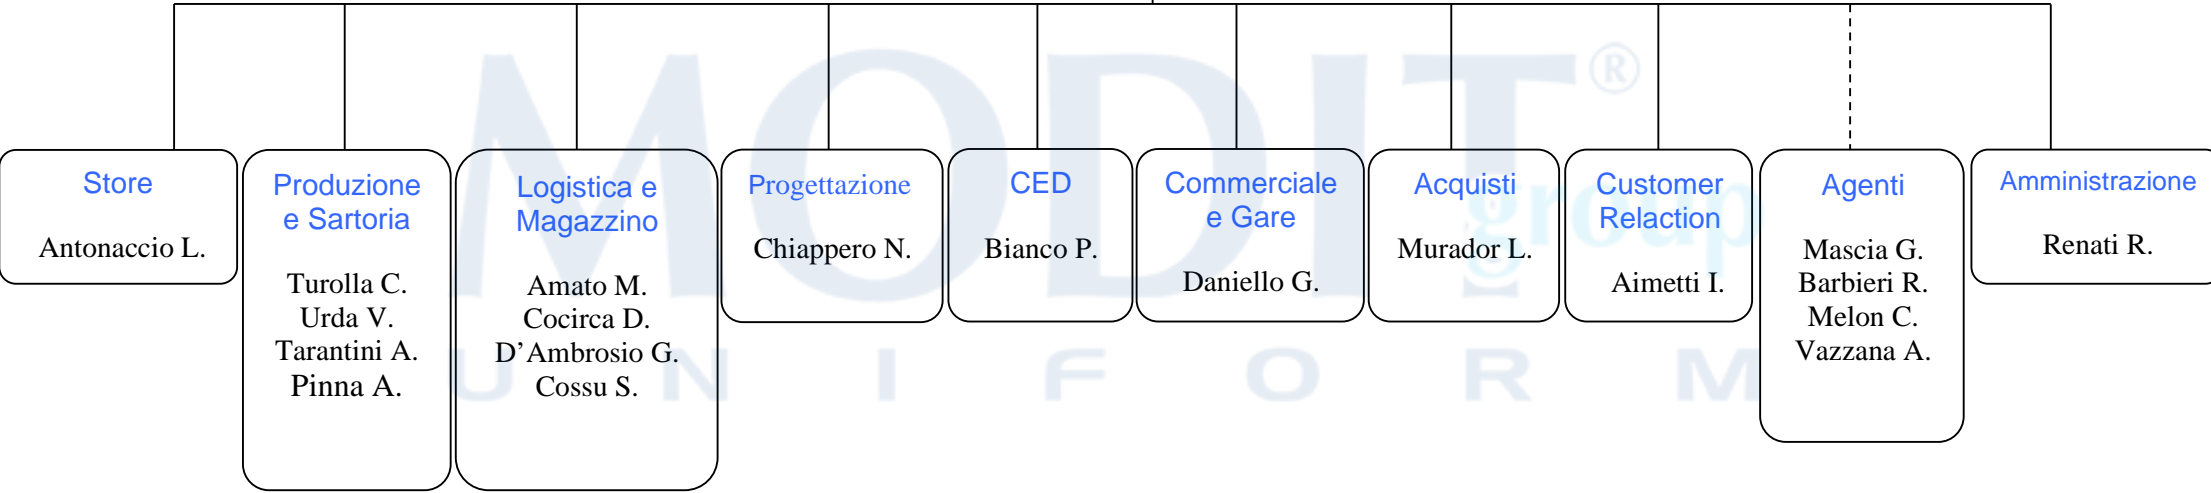 MODIT®
group
UNIFORM
Store
Antonaccio L.
Produzione
e Sartoria
Turolla C.
Urda V.
Tarantini A.
Pinna A.
Logistica e
Magazzino
Amato M.
Cocirca D.
D’Ambrosio G.
Cossu S.
Progettazione
Chiappero N.
CED
Bianco P.
Commerciale
e Gare
Daniello G.
Acquisti
Murador L.
Customer
Relaction
Aimetti I.
Agenti
Mascia G.
Barbieri R.
Melon C.
Vazzana A.
Amministrazione
Renati R.